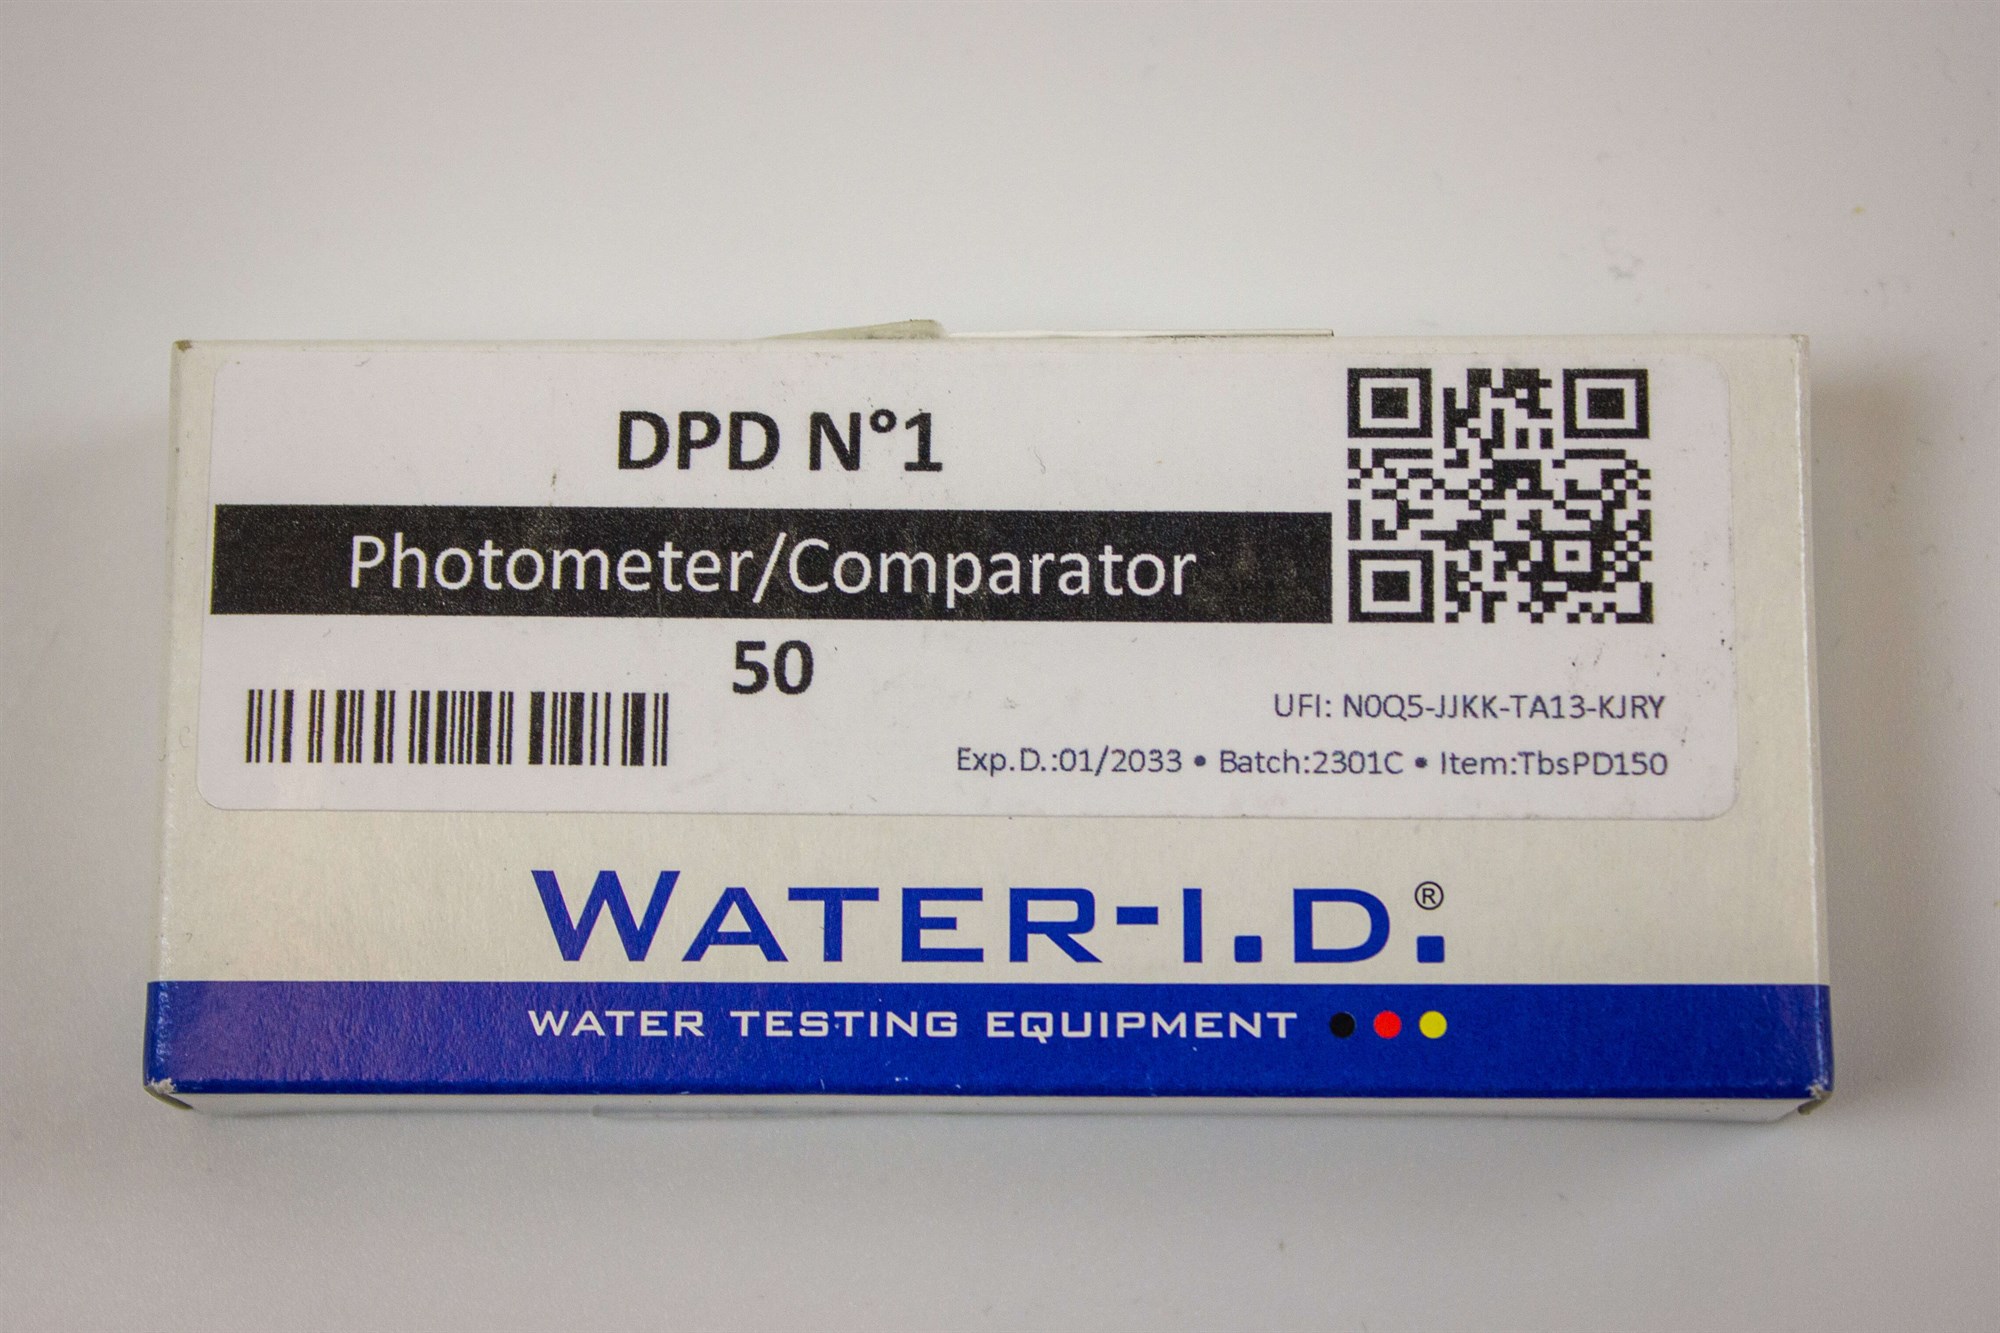 DPD N°1
Photometer/Comparator
50
UFI: N0Q5-JJKK-TA13-KJRY
Exp.D.:01/2033 • Batch:2301C • Item:TbsPD150
WATER-I.D.®
WATER TESTING EQUIPMENT